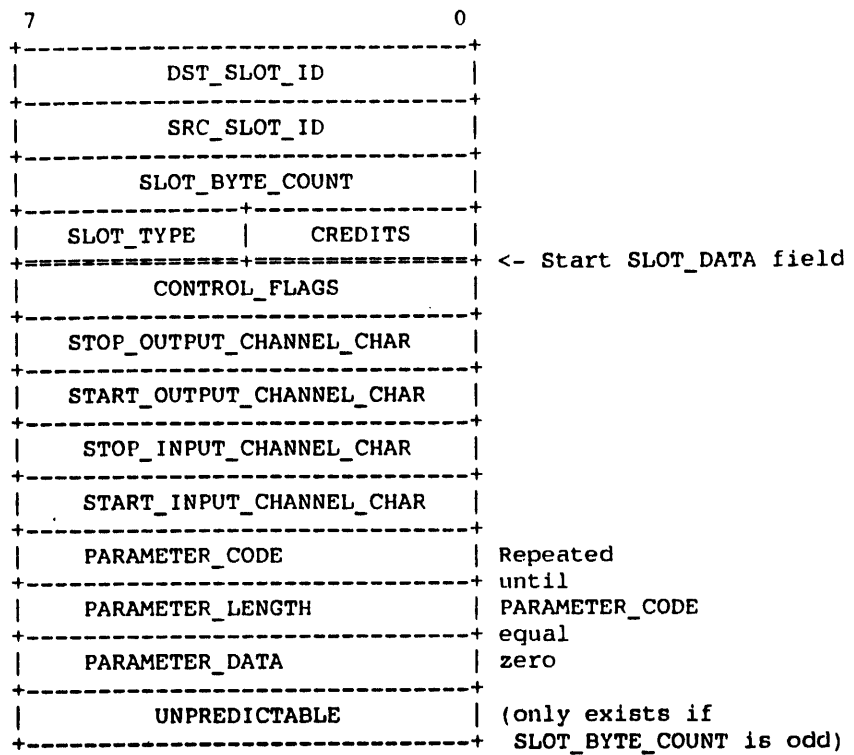 7 0
DST_SLOT_ID
SRC_SLOT_ID
SLOT_BYTE_COUNT
SLOT_TYPE | CREDITS
<- Start SLOT_DATA field
CONTROL_FLAGS
STOP_OUTPUT_CHANNEL_CHAR
START_OUTPUT_CHANNEL_CHAR
STOP_INPUT_CHANNEL_CHAR
START_INPUT_CHANNEL_CHAR
PARAMETER_CODE | Repeated
until
PARAMETER_LENGTH | PARAMETER_CODE
equal
PARAMETER_DATA | zero
UNPREDICTABLE | (only exists if
SLOT_BYTE_COUNT is odd)